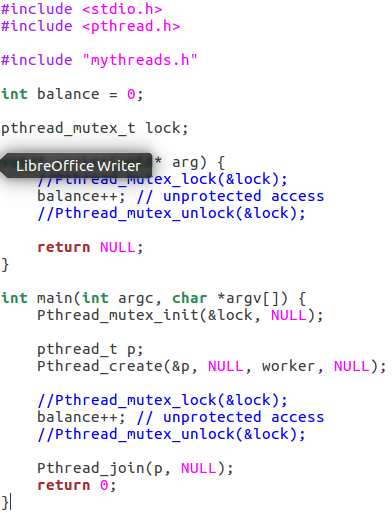 #include <stdio.h>
#include <pthread.h>
#include "mythreads.h"
int balance = 0;
pthread_mutex_t lock;
LibreOffice Writer
* arg) {
//Pthread_mutex_lock(&lock);
balance++; // unprotected access
//Pthread_mutex_unlock(&lock);
return NULL;
}
int main(int argc, char *argv[]) {
Pthread_mutex_init(&lock, NULL);
pthread_t p;
Pthread_create(&p, NULL, worker, NULL);
//Pthread_mutex_lock(&lock);
balance++; // unprotected access
//Pthread_mutex_unlock(&lock);
Pthread_join(p, NULL);
return 0;
}